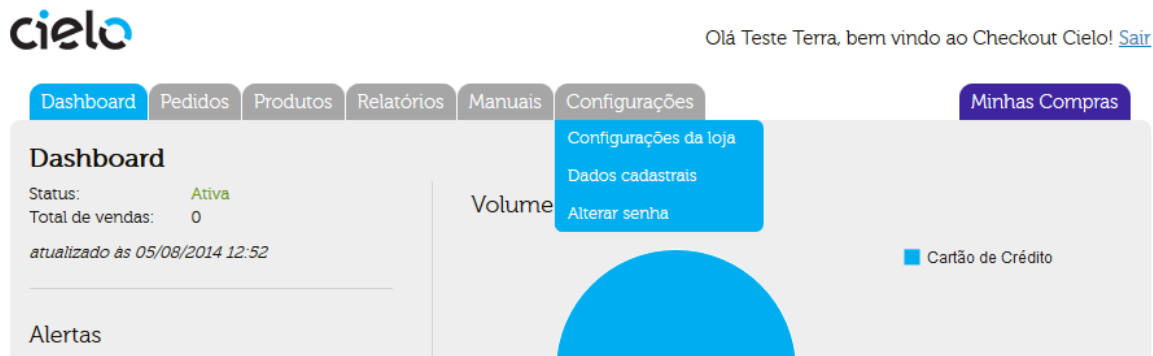 cielo
Olá Teste Terra, bem vindo ao Checkout Cielo! Sair
Dashboard Pedidos Produtos Relatórios Manuais Configurações Minhas Compras
Configurações da loja
Dados cadastrais
Alterar senha
Dashboard
Status: Ativa
Total de vendas: 0
atualizado às 05/08/2014 12:52
Volume
Cartão de Crédito
Alertas